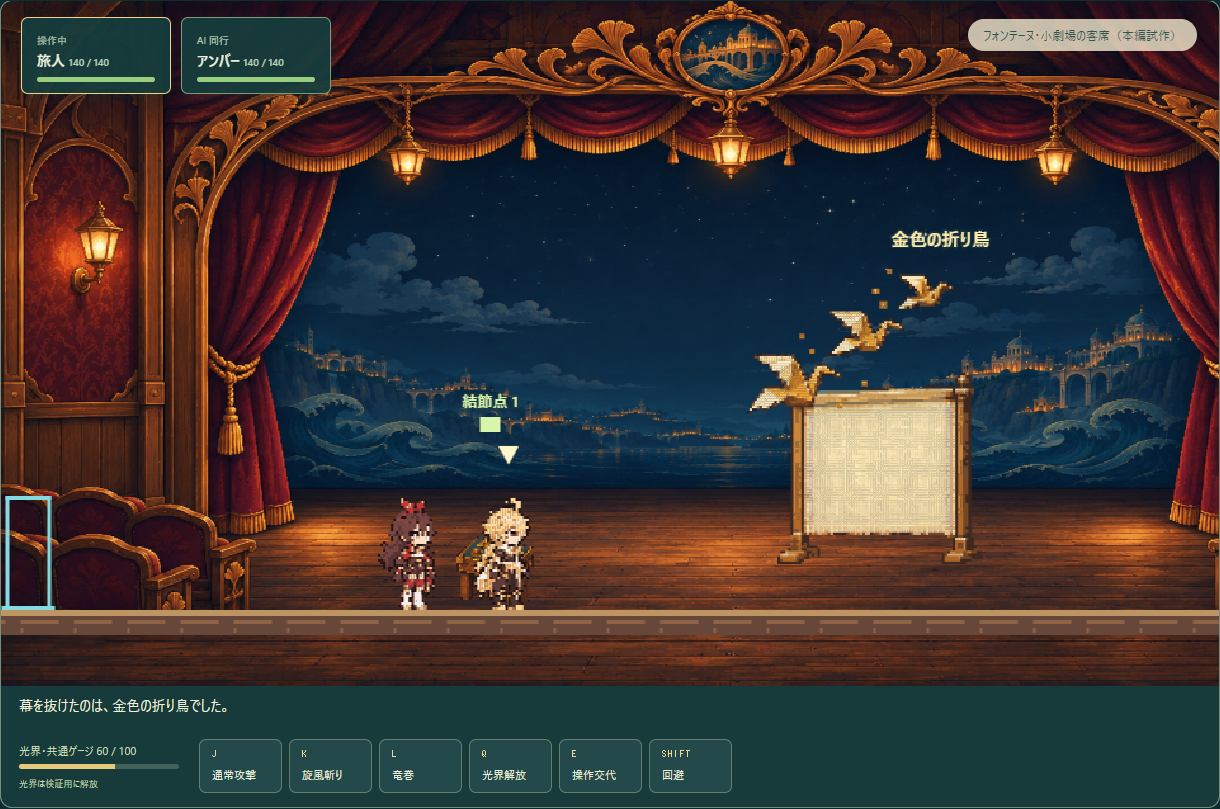 操作中
旅人 140 / 140
AI 同行
アンバー 140 / 140
フォンテーヌ・小劇場の客席（本編試作）
金色の折り鳥
結節点 1
幕を抜けたのは、金色の折り鳥でした。
光界・共通ゲージ 60 / 100
光界は検証用に解放
J
通常攻撃
K
旋風斬り
L
竜巻
Q
光界解放
E
操作交代
SHIFT
回避